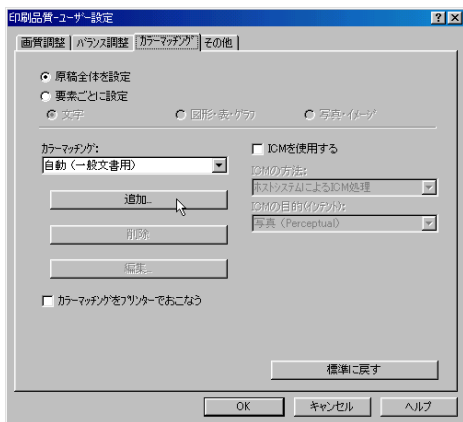 印刷品質-ユーザー設定
画質調整 バランス調整 カラーマッチング その他
原稿全体を設定
要素ごとに設定
文字 図形・表・グラフ 写真・イメージ
カラーマッチング:
自動 (一般文書用)
追加...
削除
編集...
カラーマッチングをプリンターでおこなう
ICMを使用する
ICMの方法:
ホストシステムによるICM処理
ICMの目的(インテント):
写真 (Perceptual)
標準に戻す
OK キャンセル ヘルプ